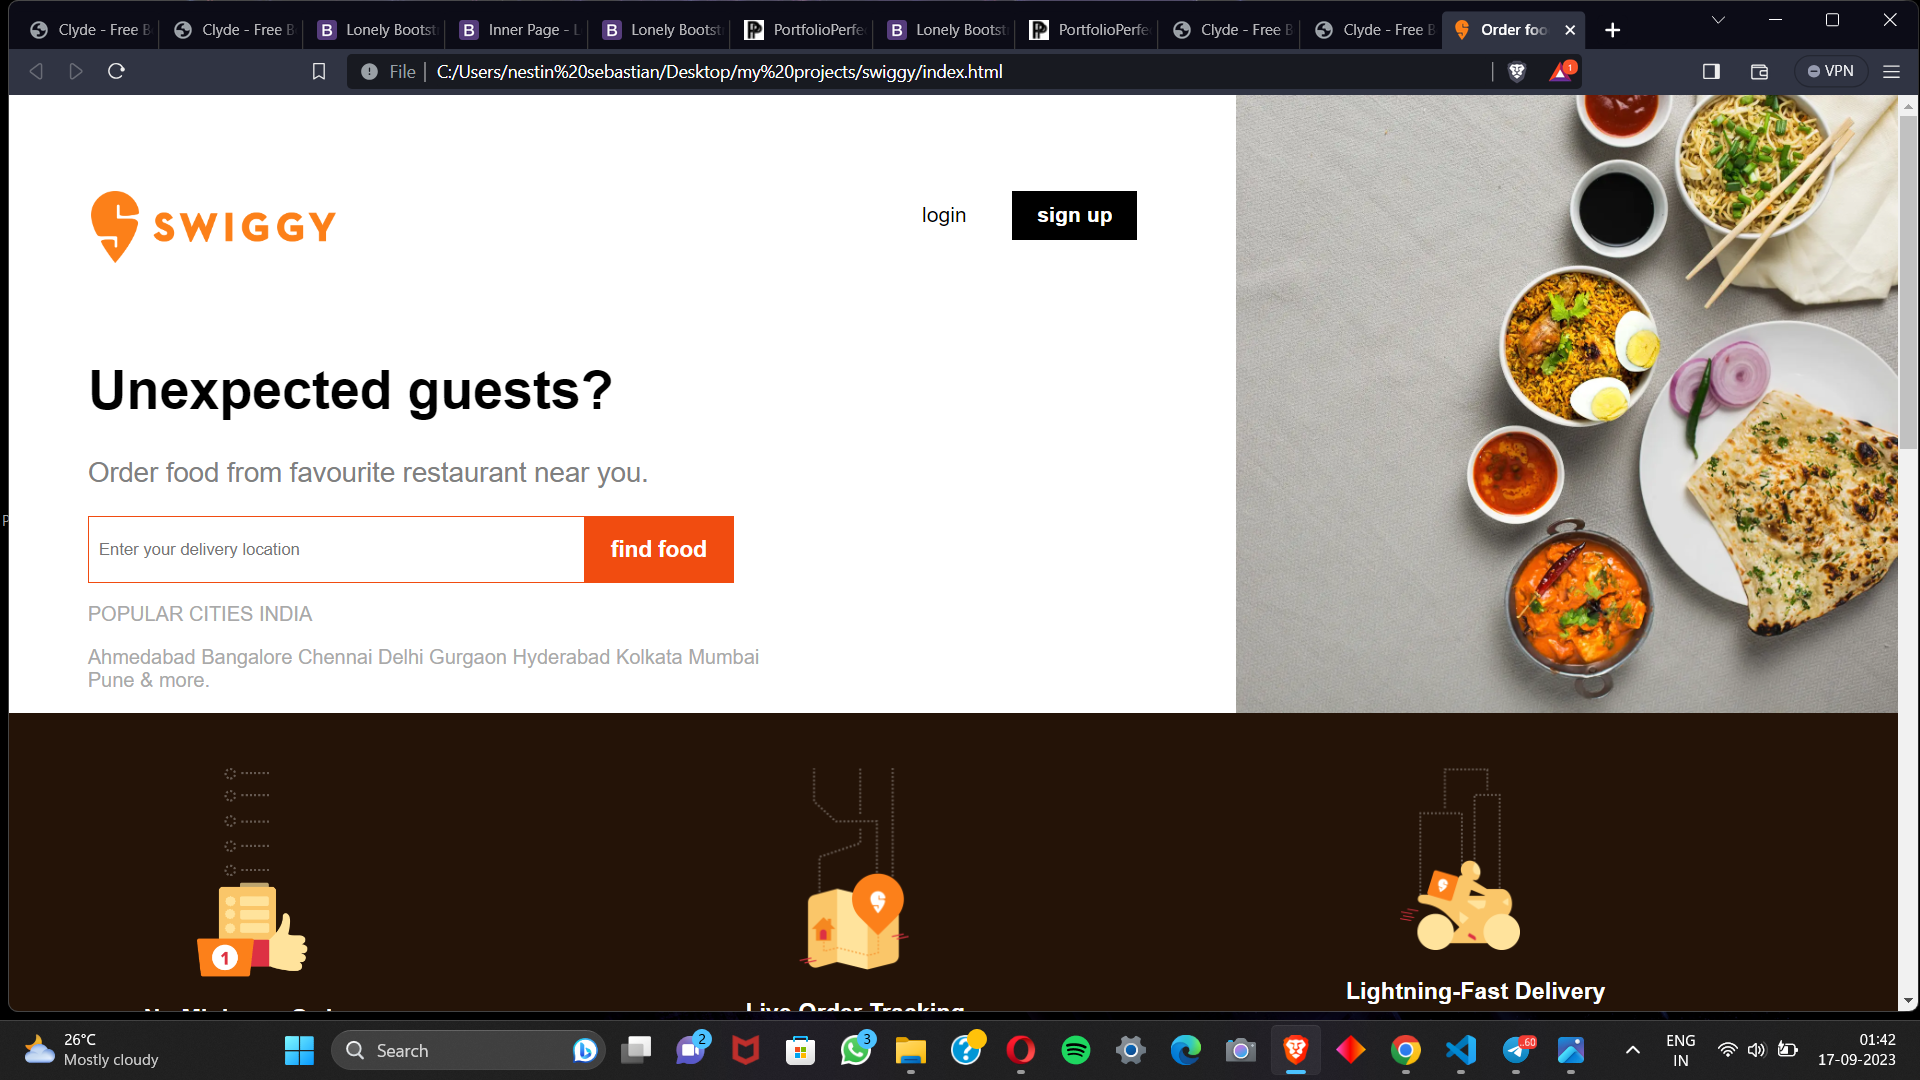 Clyde - Free B
Clyde - Free B
Lonely Bootst
Inner Page - L
Lonely Bootst
PortfolioPerfe
Lonely Bootst
PortfolioPerfe
Clyde - Free B
Clyde - Free B
Order foo
File
C:/Users/nestin%20sebastian/Desktop/my%20projects/swiggy/index.html
1
VPN
SWIGGY
login
sign up
Unexpected guests?
Order food from favourite restaurant near you.
Enter your delivery location
find food
POPULAR CITIES INDIA
Ahmedabad Bangalore Chennai Delhi Gurgaon Hyderabad Kolkata Mumbai
Pune & more.
1
Live Order Tracking
Lightning-Fast Delivery
26°C
Mostly cloudy
Search
2
3
60
ENG
IN
01:42
17-09-2023